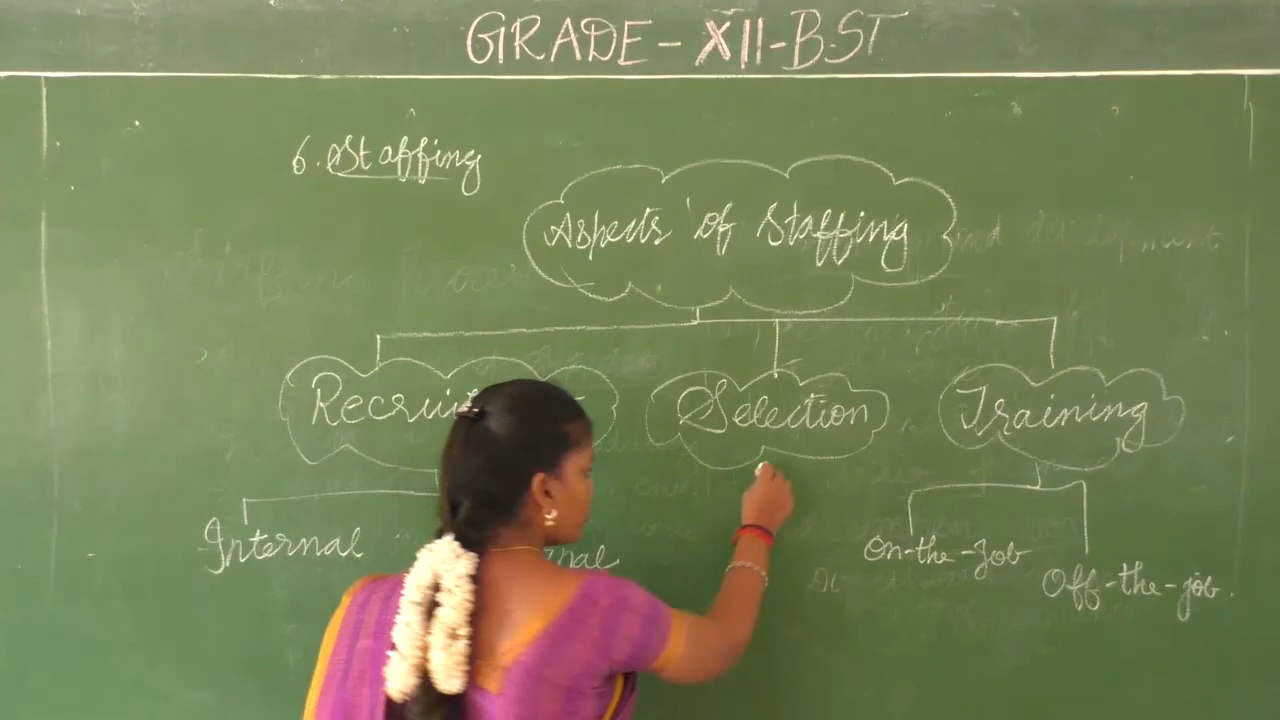 GRADE-XII-B.ST
6. Staffing
Aspects of Staffing
Selection Training
Internal
On-the-Job
Off-the-job.